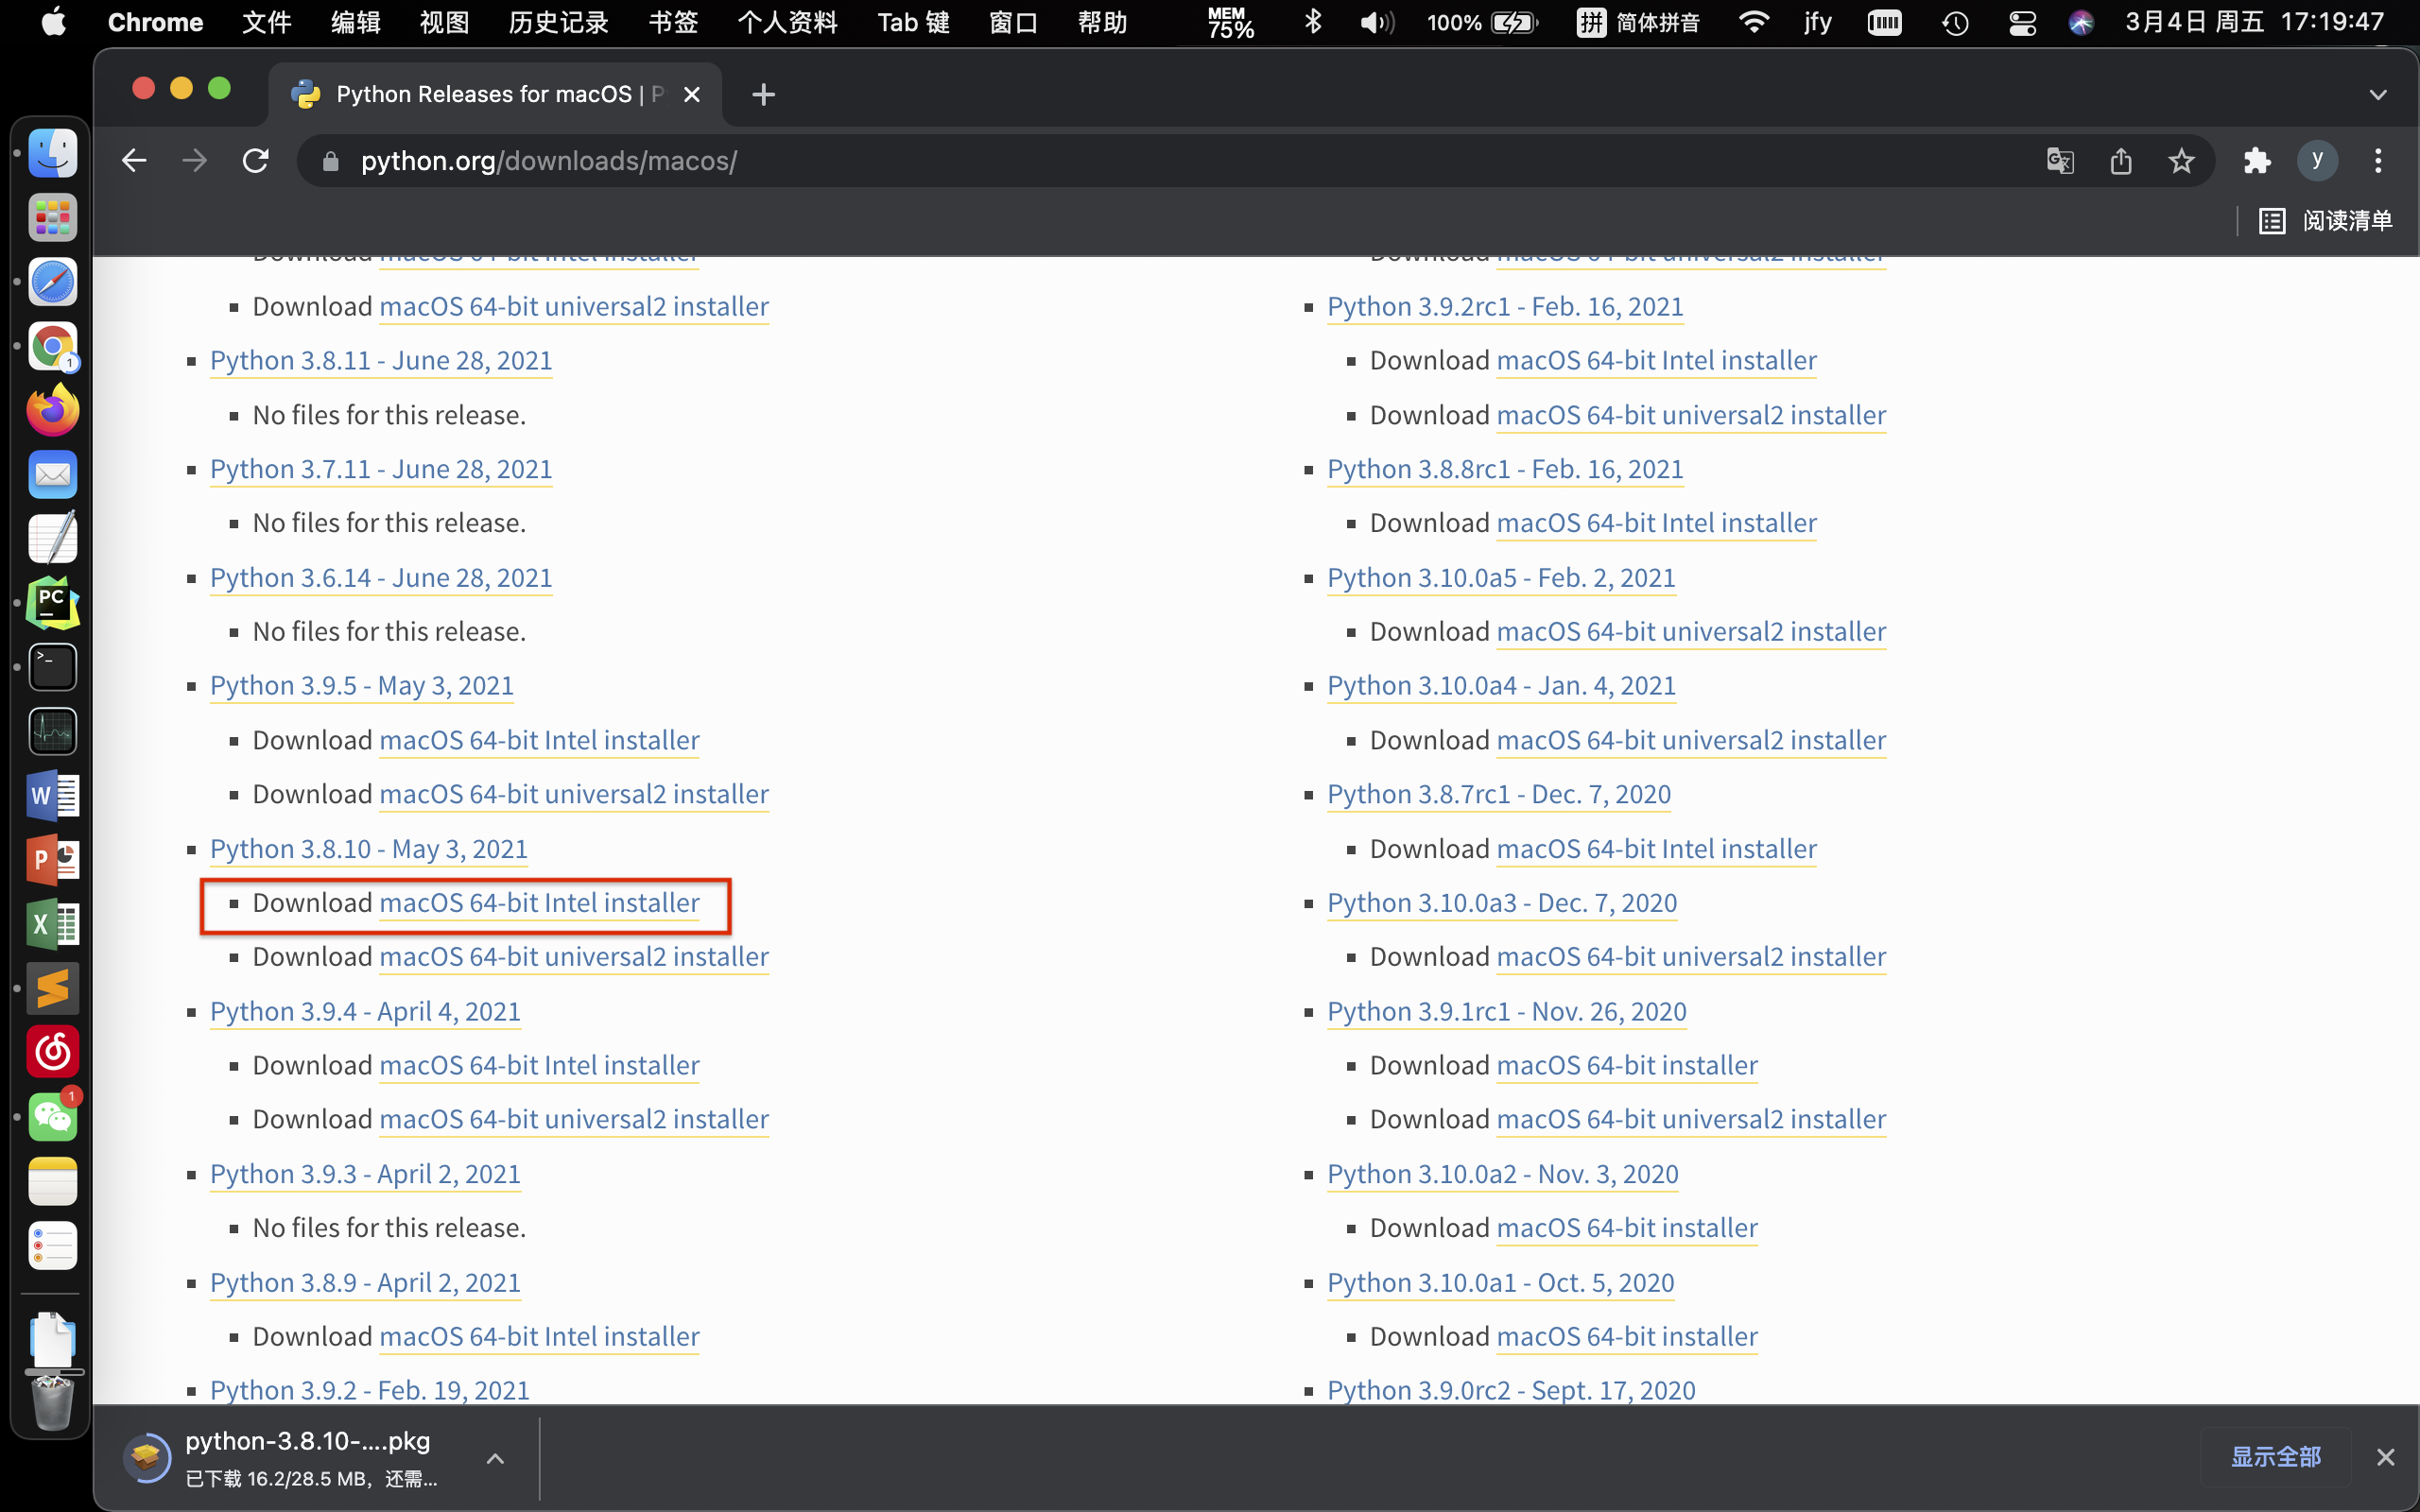 Chrome 文件 编辑 视图 历史记录 书签 个人资料 Tab 键 窗口 帮助 MEM 75% 100% 拼 简体拼音 jfy 3月4日 周五 17:19:47
Python Releases for macOS | P
python.org/downloads/macos/
y
阅读清单
Download macOS 64-bit Intel installer
Download macOS 64-bit universal2 installer
Python 3.8.11 - June 28, 2021
No files for this release.
Python 3.7.11 - June 28, 2021
No files for this release.
Python 3.6.14 - June 28, 2021
No files for this release.
Python 3.9.5 - May 3, 2021
Download macOS 64-bit Intel installer
Download macOS 64-bit universal2 installer
Python 3.8.10 - May 3, 2021
Download macOS 64-bit Intel installer
Download macOS 64-bit universal2 installer
Python 3.9.4 - April 4, 2021
Download macOS 64-bit Intel installer
Download macOS 64-bit universal2 installer
Python 3.9.3 - April 2, 2021
No files for this release.
Python 3.8.9 - April 2, 2021
Download macOS 64-bit Intel installer
Python 3.9.2 - Feb. 19, 2021
Download macOS 64-bit universal2 installer
Python 3.9.2rc1 - Feb. 16, 2021
Download macOS 64-bit Intel installer
Download macOS 64-bit universal2 installer
Python 3.8.8rc1 - Feb. 16, 2021
Download macOS 64-bit Intel installer
Python 3.10.0a5 - Feb. 2, 2021
Download macOS 64-bit universal2 installer
Python 3.10.0a4 - Jan. 4, 2021
Download macOS 64-bit universal2 installer
Python 3.8.7rc1 - Dec. 7, 2020
Download macOS 64-bit Intel installer
Python 3.10.0a3 - Dec. 7, 2020
Download macOS 64-bit universal2 installer
Python 3.9.1rc1 - Nov. 26, 2020
Download macOS 64-bit installer
Download macOS 64-bit universal2 installer
Python 3.10.0a2 - Nov. 3, 2020
Download macOS 64-bit installer
Python 3.10.0a1 - Oct. 5, 2020
Download macOS 64-bit installer
Python 3.9.0rc2 - Sept. 17, 2020
1
PC
W
P
X
1
python-3.8.10-....pkg
已下载 16.2/28.5 MB，还需...
显示全部